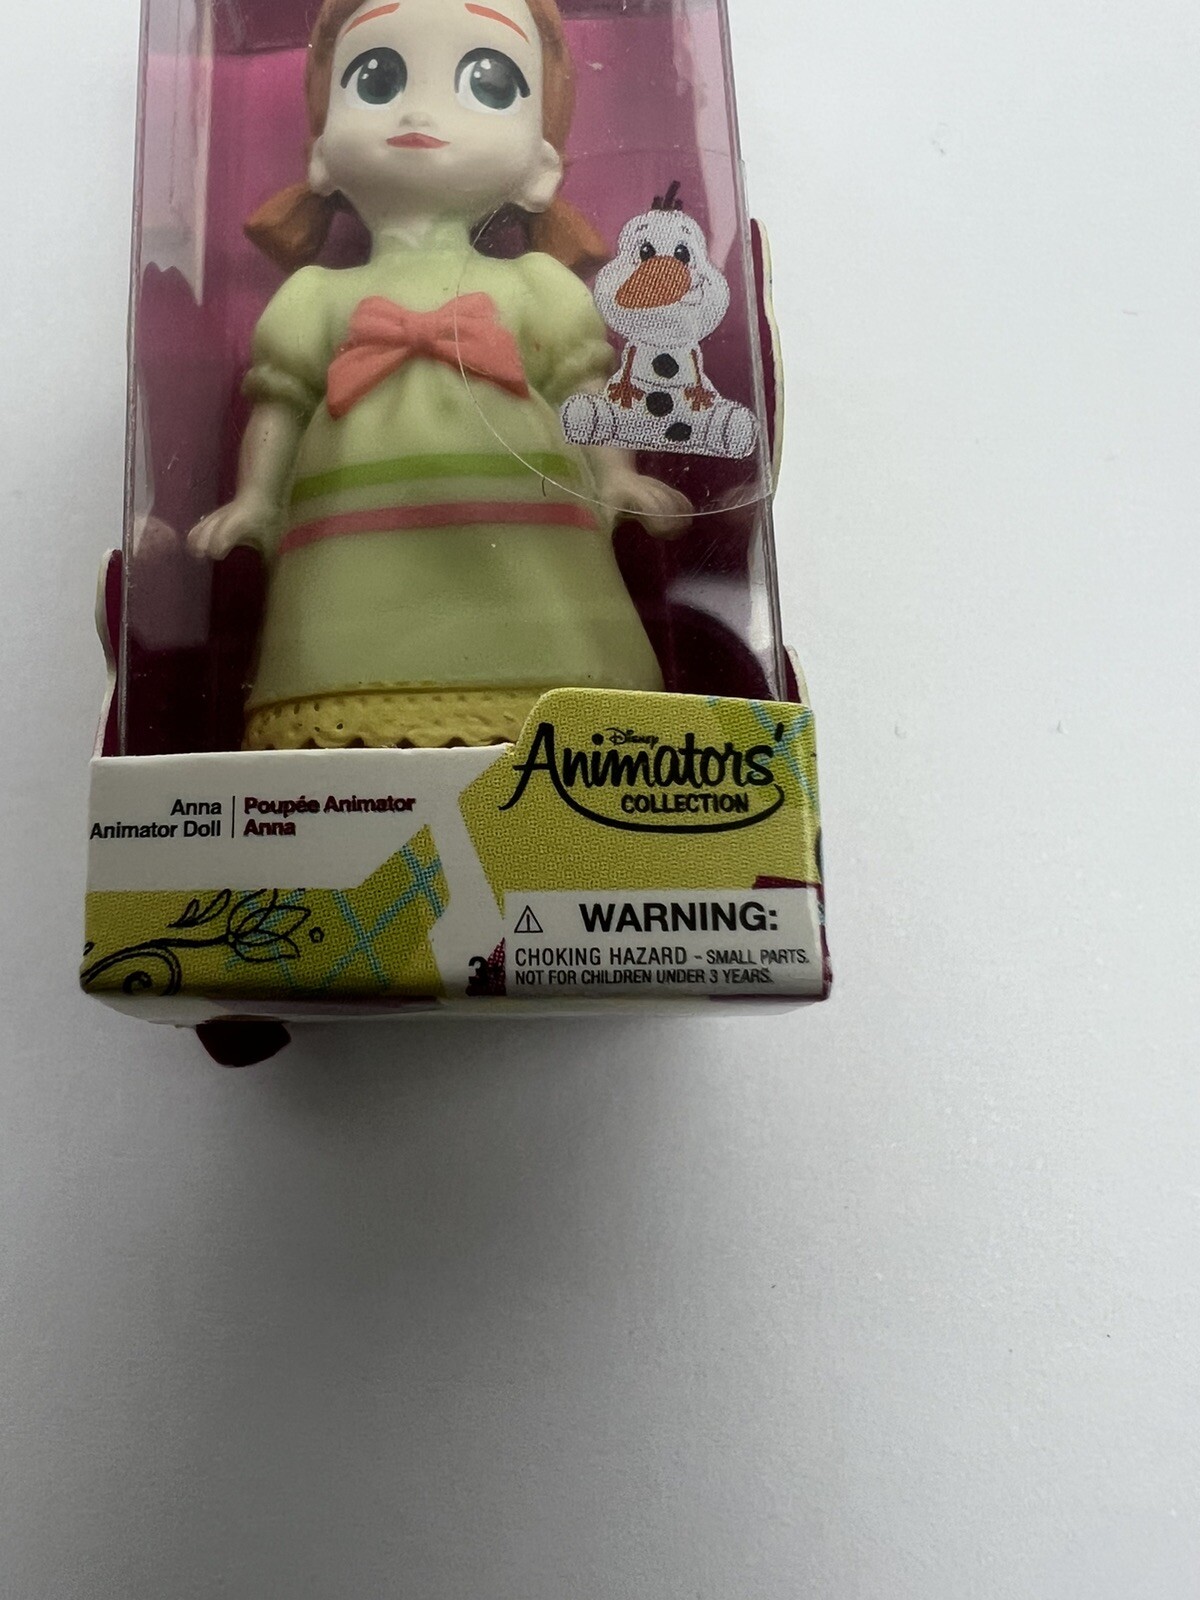 Disney
Animators'
COLLECTION
Anna
Animator Doll
Poupée Animator
Anna
⚠ WARNING:
CHOKING HAZARD - SMALL PARTS.
NOT FOR CHILDREN UNDER 3 YEARS.
3+